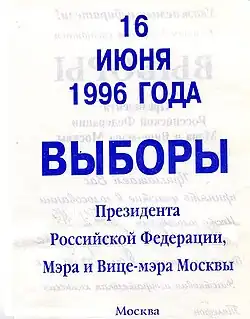 16
ИЮНЯ
1996 ГОДА
ВЫБОРЫ
Президента
Российской Федерации,
Мэра и Вице-мэра Москвы
Москва